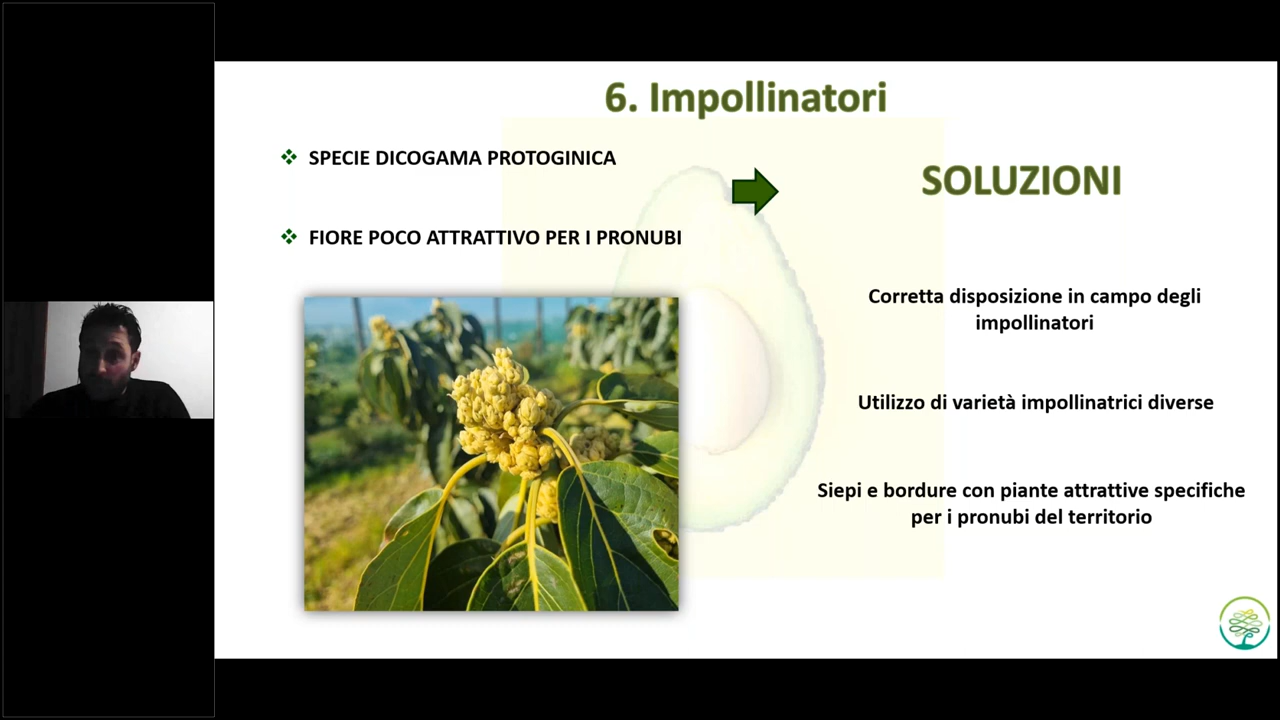 6. Impollinatori
SPECIE DICOGAMA PROTOGINICA
FIORE POCO ATTRATTIVO PER I PRONUBI
SOLUZIONI
Corretta disposizione in campo degli
impollinatori
Utilizzo di varietà impollinatrici diverse
Siepi e bordure con piante attrattive specifiche
per i pronubi del territorio